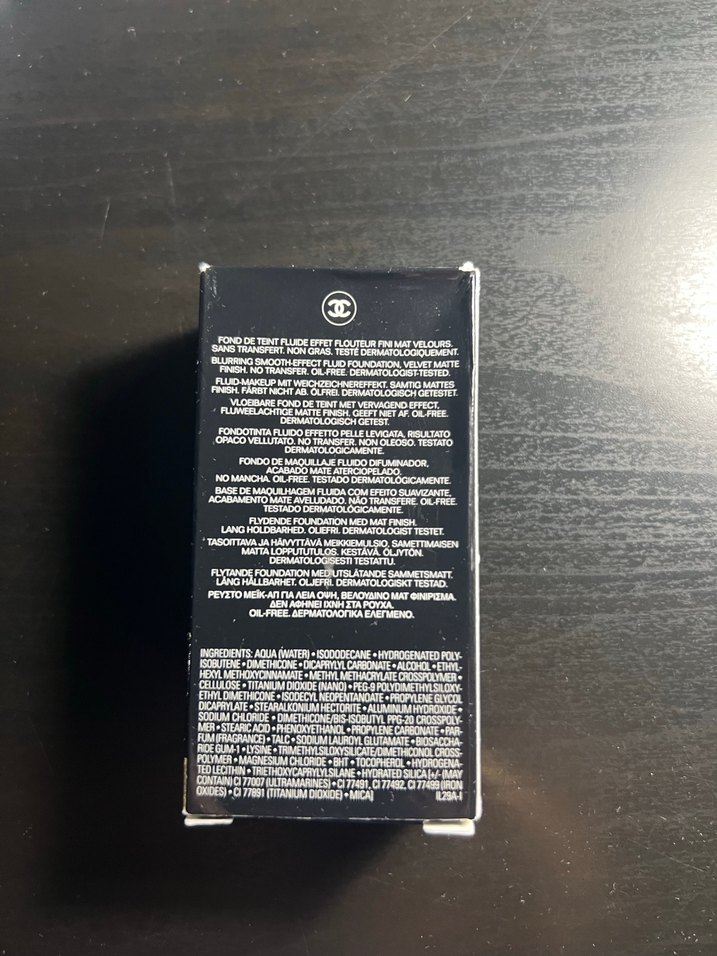 FOND DE TEINT FLUIDE EFFET FLOUTEUR FINI MAT VELOURS.
SANS TRANSFERT. NON GRAS. TESTÉ DERMATOLOGIQUEMENT.
BLURRING SMOOTH-EFFECT FLUID FOUNDATION, VELVET MATTE
FINISH. NO TRANSFER. OIL-FREE. DERMATOLOGIST-TESTED.
FLUID-MAKEUP MIT WEICHZEICHNEREFFEKT. SAMTIG MATTES
FINISH. FÄRBT NICHT AB. ÖLFREI. DERMATOLOGISCH GETESTET.
VLOEIBARE FOND DE TEINT MET VERVAGEND EFFECT,
FLUWEELACHTIGE MATTE FINISH. GEEFT NIET AF. OIL-FREE.
DERMATOLOGISCH GETEST.
FONDOTINTA FLUIDO EFFETTO PELLE LEVIGATA, RISULTATO
OPACO VELLUTATO. NO TRANSFER. NON OLEOSO. TESTATO
DERMATOLOGICAMENTE.
FONDO DE MAQUILLAJE FLUIDO DIFUMINADOR,
ACABADO MATE ATERCIOPELADO.
NO MANCHA. OIL-FREE. TESTADO DERMATOLÓGICAMENTE.
BASE DE MAQUILHAGEM FLUIDA COM EFEITO SUAVIZANTE,
ACABAMENTO MATE AVELUDADO. NÃO TRANSFERE. OIL-FREE.
TESTADO DERMATOLÓGICAMENTE.
FLYDENDE FOUNDATION MED MAT FINISH.
LANG HOLDBARHED. OLIEFRI. DERMATOLOGIST TESTET.
TASOITTAVA JA HÄIVYTTÄVÄ MEIKKIEMULSIO. SAMETTIMAISEN
MATTA LOPPUTUTULOS. KESTÄVÄ. ÖLJYTÖN.
DERMATOLOGISESTI TESTATTU.
FLYTANDE FOUNDATION MED UTSLÄTANDE SAMMETSMATT.
LÅNG HÅLLBARHET. OLJEFRI. DERMATOLOGISKT TESTAD.
ΡΕΥΣΤΟ ΜΕΪΚ-ΑΠ ΓΙΑ ΛΕΙΑ ΟΨΗ, ΒΕΛΟΥΔΙΝΟ ΜΑΤ ΦΙΝΙΡΙΣΜΑ.
ΔΕΝ ΑΦΗΝΕΙ ΙΧΝΗ ΣΤΑ ΡΟΥΧΑ.
OIL-FREE. ΔΕΡΜΑΤΟΛΟΓΙΚΑ ΕΛΕΓΜΕΝΟ.
INGREDIENTS: AQUA (WATER) • ISODODECANE • HYDROGENATED POLY-
ISOBUTENE • DIMETHICONE • DICAPRYLYL CARBONATE • ALCOHOL • ETHYL-
HEXYL METHOXYCINNAMATE • METHYL METHACRYLATE CROSSPOLYMER •
CELLULOSE • TITANIUM DIOXIDE (NANO) • PEG-9 POLYDIMETHYLSILOXY-
ETHYL DIMETHICONE • ISODECYL NEOPENTANOATE • PROPYLENE GLYCOL
DICAPRYLATE • STEARALKONIUM HECTORITE • ALUMINUM HYDROXIDE •
SODIUM CHLORIDE • DIMETHICONE/BIS-ISOBUTYL PPG-20 CROSSPOLY-
MER • STEARIC ACID • PHENOXYETHANOL • PROPYLENE CARBONATE • PAR-
FUM (FRAGRANCE) • TALC • SODIUM LAUROYL GLUTAMATE • BIOSACCHA-
RIDE GUM-1 • LYSINE • TRIMETHYLSILOXYSILICATE/DIMETHICONOL CROSS-
POLYMER • MAGNESIUM CHLORIDE • BHT • TOCOPHEROL • HYDROGENA-
TED LECITHIN • TRIETHOXYCAPRYLYLSILANE • HYDRATED SILICA [+/- (MAY
CONTAIN) CI 77007 (ULTRAMARINES) • CI 77491, CI 77492, CI 77499 (IRON
OXIDES) • CI 77891 (TITANIUM DIOXIDE) • MICA] IL29A-I